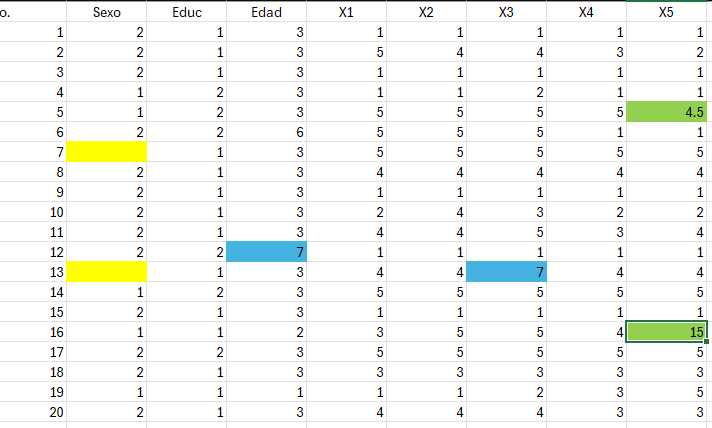 o. Sexo Educ Edad X1 X2 X3 X4 X5
1 2 1 3 1 1 1 1 1
2 2 1 3 5 4 4 3 2
3 2 1 3 1 1 1 1 1
4 1 2 3 1 1 2 1 1
5 1 2 3 5 5 5 5 4.5
6 2 2 6 5 5 5 1 1
7 1 3 5 5 5 5 5
8 2 1 3 4 4 4 4 4
9 2 1 3 1 1 1 1 1
10 2 1 3 2 4 3 2 2
11 2 1 3 4 4 5 3 4
12 2 2 7 1 1 1 1 1
13 1 3 4 4 7 4 4
14 1 2 3 5 5 5 5 5
15 2 1 3 1 1 1 1 1
16 1 1 2 3 5 5 4 15
17 2 2 3 5 5 5 5 5
18 2 1 3 3 3 3 3 3
19 1 1 1 1 1 2 3 5
20 2 1 3 4 4 4 3 3